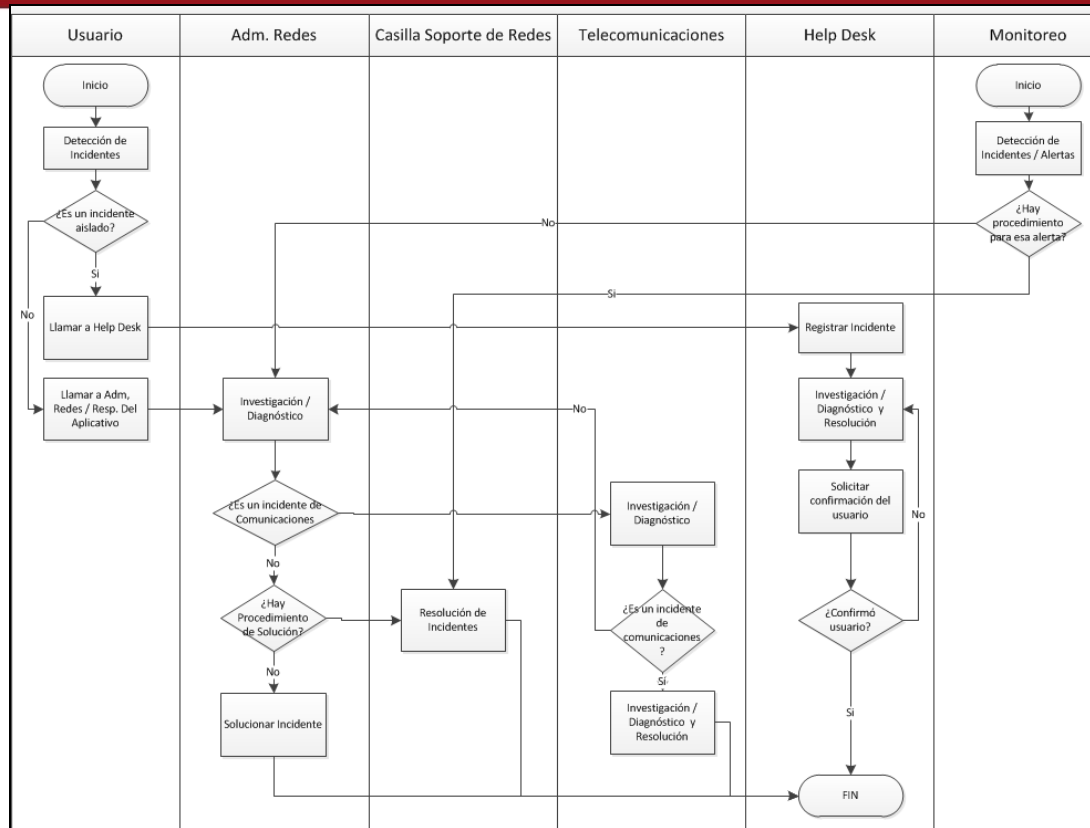 Usuario
Adm. Redes
Casilla Soporte de Redes
Telecomunicaciones
Help Desk
Monitoreo
Inicio
Inicio
Detección de
Incidentes
Detección de
Incidentes / Alertas
¿Es un incidente
aislado?
¿Hay
procedimiento
para esa alerta?
No
Si
Si
No
Llamar a Help Desk
Registrar Incidente
Llamar a Adm,
Redes / Resp. Del
Aplicativo
Investigación /
Diagnóstico
No
Investigación /
Diagnóstico y
Resolución
¿Es un incidente de
Comunicaciones
Investigación /
Diagnóstico
Solicitar
confirmación del
usuario
No
No
¿Hay
Procedimiento
de Solución?
Resolución de
Incidentes
¿Es un incidente
de
comunicaciones
?
¿Confirmó
usuario?
No
Sí
Solucionar Incidente
Investigación /
Diagnóstico y
Resolución
Si
FIN